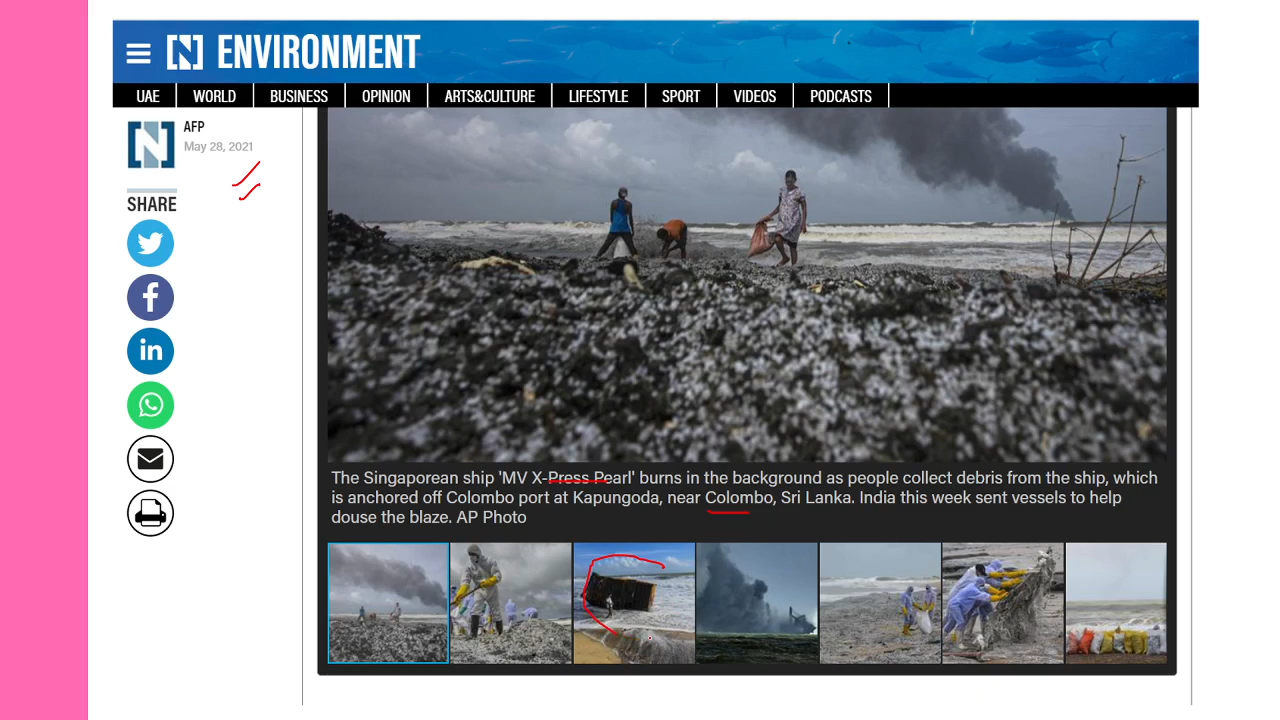 N ENVIRONMENT
UAE WORLD BUSINESS OPINION ARTS&CULTURE LIFESTYLE SPORT VIDEOS PODCASTS
N AFP
May 28, 2021
SHARE
The Singaporean ship 'MV X-Press Pearl' burns in the background as people collect debris from the ship, which
is anchored off Colombo port at Kapungoda, near Colombo, Sri Lanka. India this week sent vessels to help
douse the blaze. AP Photo